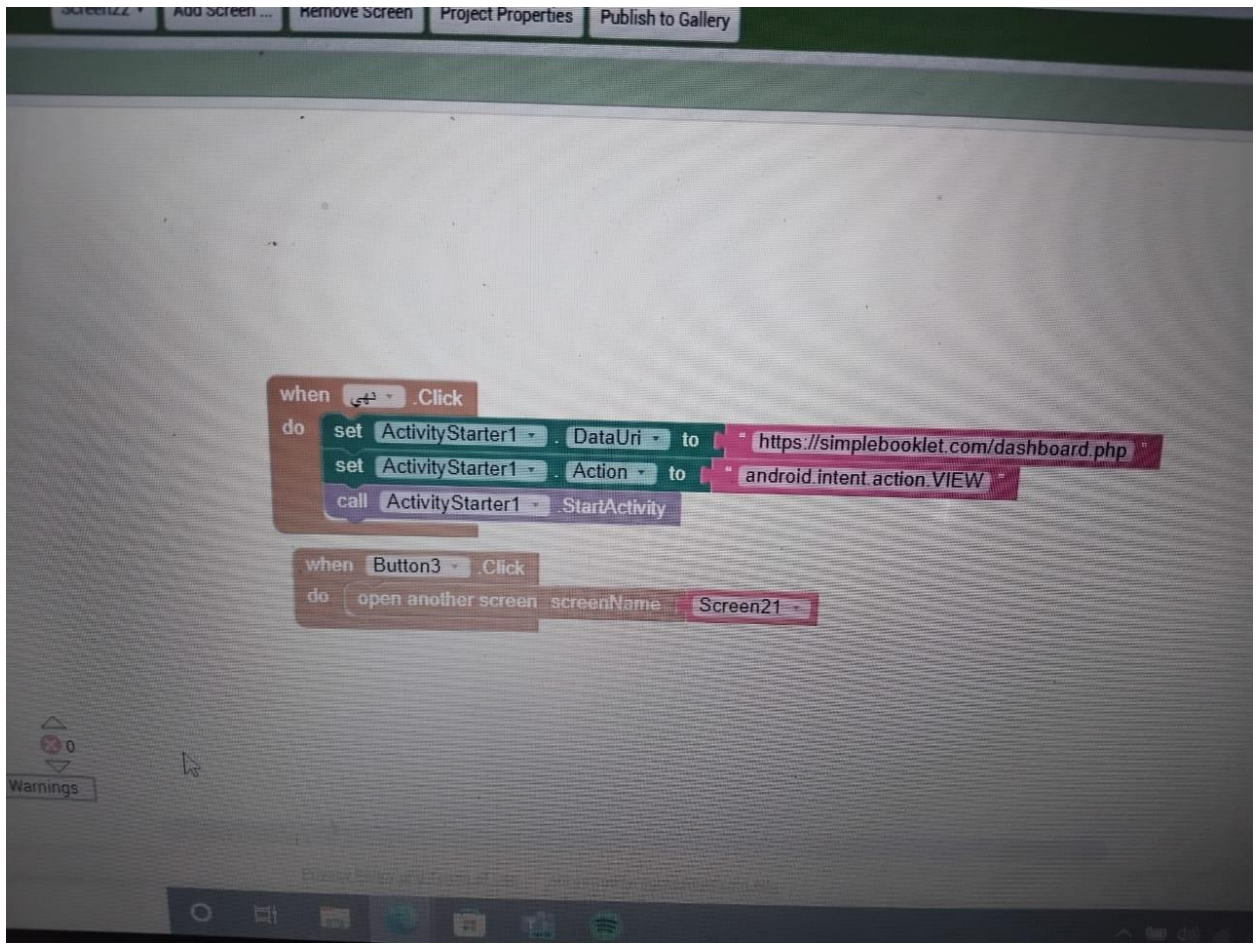 Screen22 Add Screen ... Remove Screen Project Properties Publish to Gallery
when نهي .Click
do set ActivityStarter1 . DataUri to " https://simplebooklet.com/dashboard.php "
set ActivityStarter1 . Action to " android.intent.action.VIEW "
call ActivityStarter1 .StartActivity
when Button3 .Click
do open another screen screenName Screen21
0
Warnings